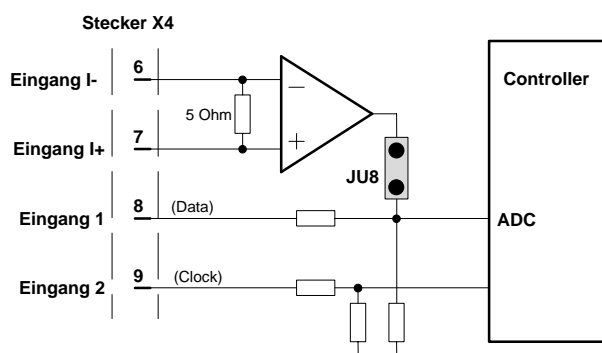 Stecker X4
Eingang I-
6
5 Ohm
Controller
Eingang I+
7
JU8
Eingang 1
8
(Data)
ADC
Eingang 2
9
(Clock)